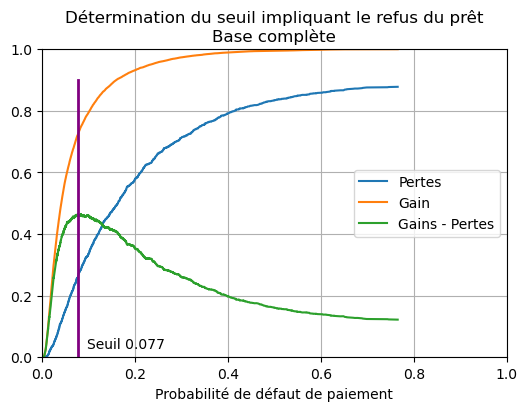 Détermination du seuil impliquant le refus du prêt
Base complète
1.0
0.8
0.6
0.4
0.2
0.0
Pertes
Gain
Gains - Pertes
Seuil 0.077
0.0 0.2 0.4 0.6 0.8 1.0
Probabilité de défaut de paiement